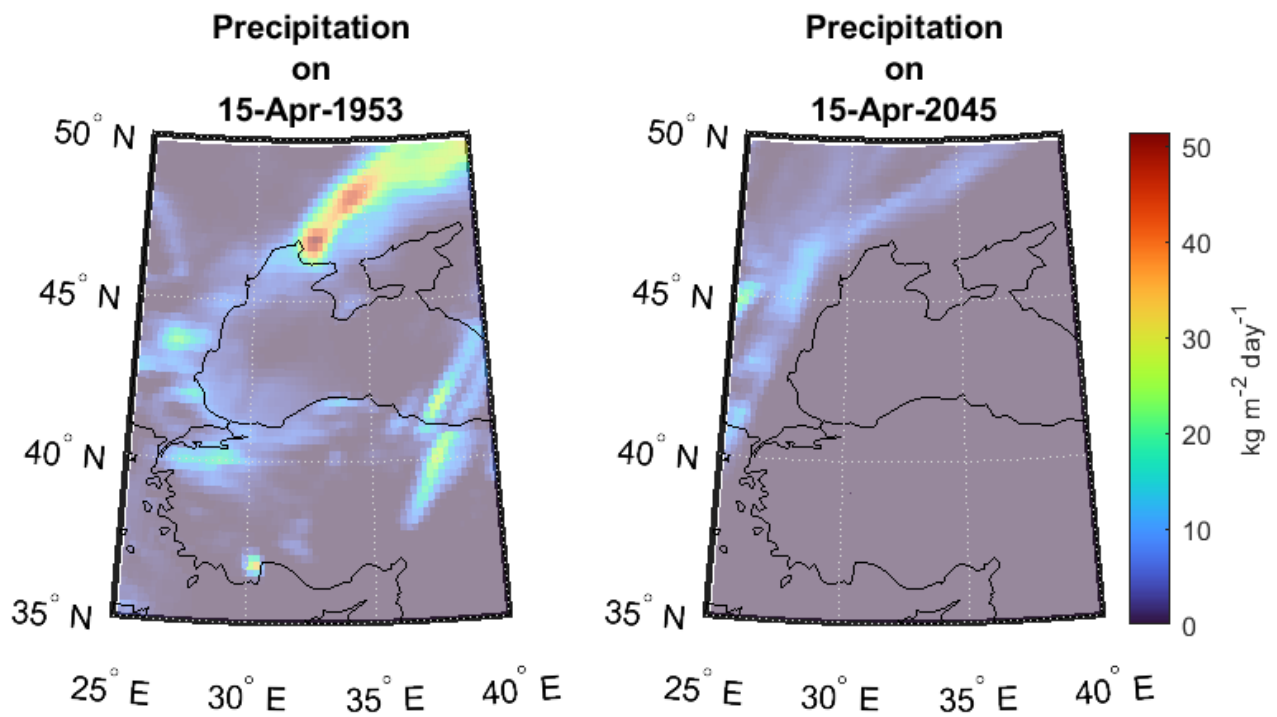 Precipitation
on
15-Apr-1953
50° N
45° N
40° N
35° N
25° E
30° E
35° E
40° E
Precipitation
on
15-Apr-2045
50° N
45° N
40° N
35° N
25° E
30° E
35° E
40° E
50
40
30
20
10
0
kg m⁻² day⁻¹